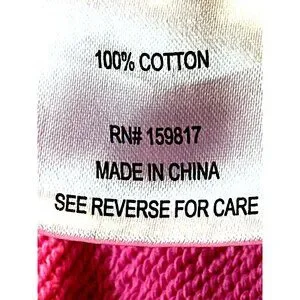 100% COTTON
RN# 159817
MADE IN CHINA
SEE REVERSE FOR CARE